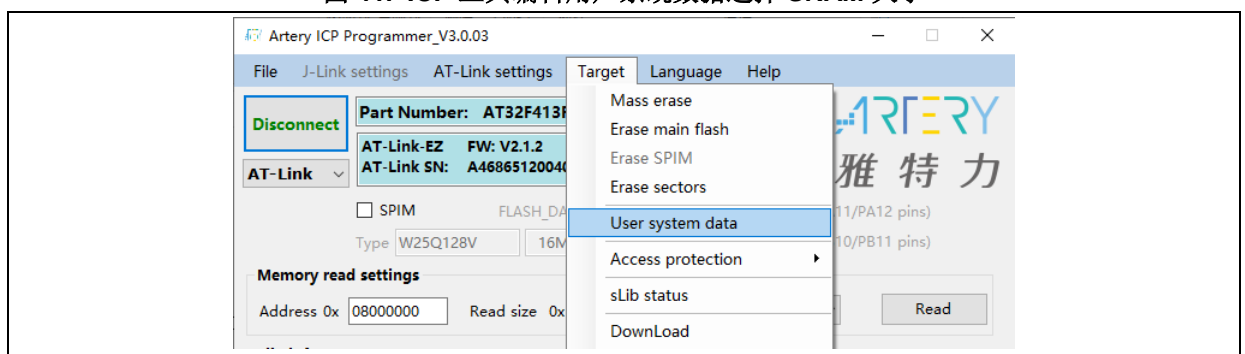 Artery ICP Programmer_V3.0.03
File J-Link settings AT-Link settings Target Language Help
Disconnect
Part Number: AT32F413
AT-Link-EZ FW: V2.1.2
AT-Link SN: A46865120040
AT-Link
SPIM
FLASH_DA
Type W25Q128V 16M
Memory read settings
Address 0x 08000000 Read size 0x
Mass erase
Erase main flash
Erase SPIM
Erase sectors
User system data
Access protection
sLib status
DownLoad
ARTERY
雅特力
11/PA12 pins)
10/PB11 pins)
Read